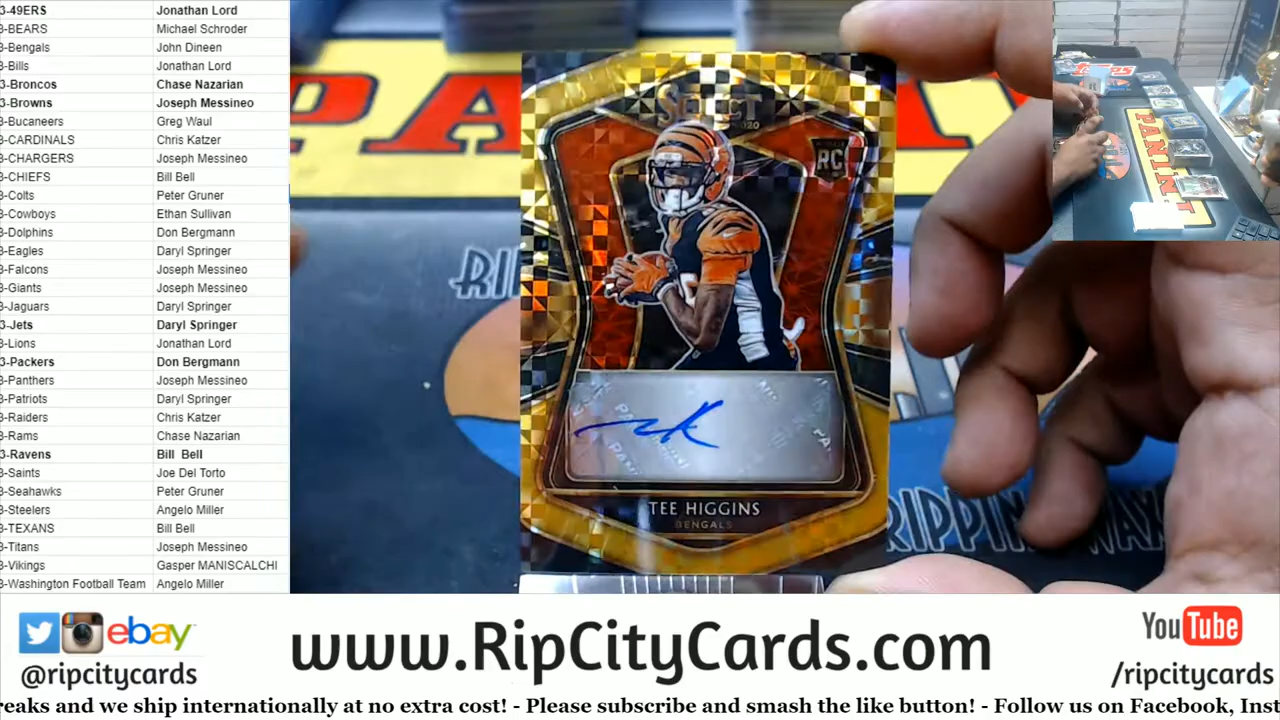 3-49ERS Jonathan Lord
3-BEARS Michael Schroder
3-Bengals John Dineen
3-Bills Jonathan Lord
3-Broncos Chase Nazarian
3-Browns Joseph Messineo
3-Bucaneers Greg Waul
3-CARDINALS Chris Katzer
3-CHARGERS Joseph Messineo
3-CHIEFS Bill Bell
3-Colts Peter Gruner
3-Cowboys Ethan Sullivan
3-Dolphins Don Bergmann
3-Eagles Daryl Springer
3-Falcons Joseph Messineo
3-Giants Joseph Messineo
3-Jaguars Daryl Springer
3-Jets Daryl Springer
3-Lions Jonathan Lord
3-Packers Don Bergmann
3-Panthers Joseph Messineo
3-Patriots Daryl Springer
3-Raiders Chris Katzer
3-Rams Chase Nazarian
3-Ravens Bill Bell
3-Saints Joe Del Torto
3-Seahawks Peter Gruner
3-Steelers Angelo Miller
3-TEXANS Bill Bell
3-Titans Joseph Messineo
3-Vikings Gasper MANISCALCHI
3-Washington Football Team Angelo Miller
SELECT
2020
RC
TEE HIGGINS
BENGALS
PANINI
RIPPIN WAX
topps
PANINI
ebay
@ripcitycards
www.RipCityCards.com
YouTube
/ripcitycards
reaks and we ship internationally at no extra cost! - Please subscribe and smash the like button! - Follow us on Facebook, Inst